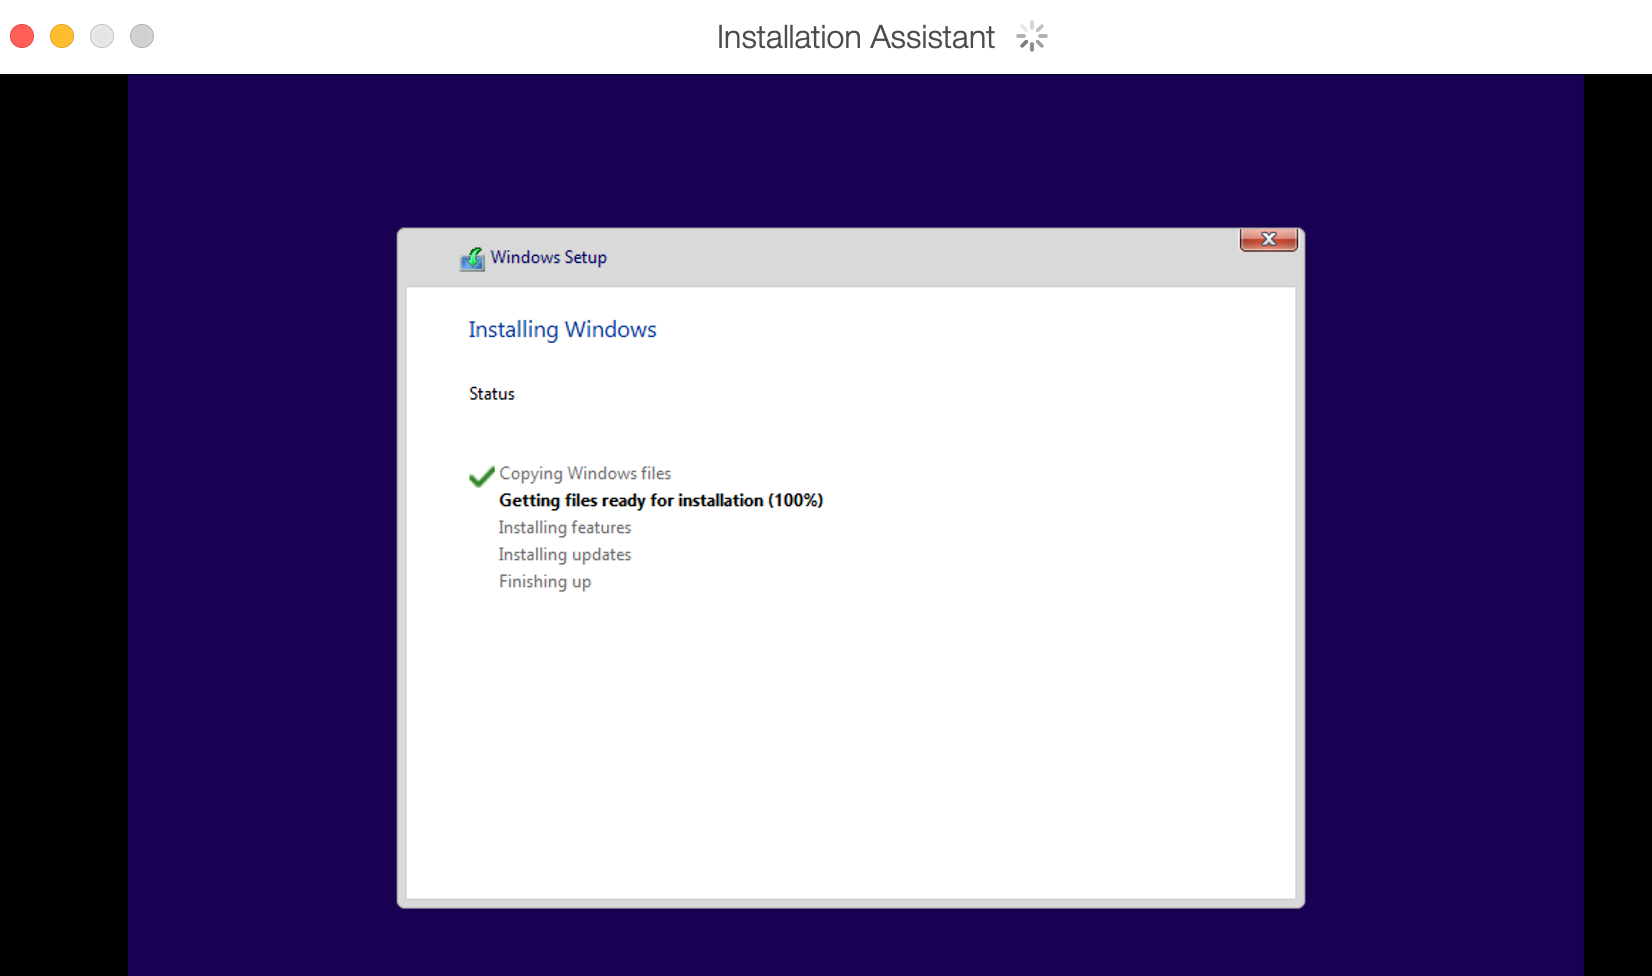 Installation Assistant
Windows Setup
X
Installing Windows
Status
Copying Windows files
Getting files ready for installation (100%)
Installing features
Installing updates
Finishing up